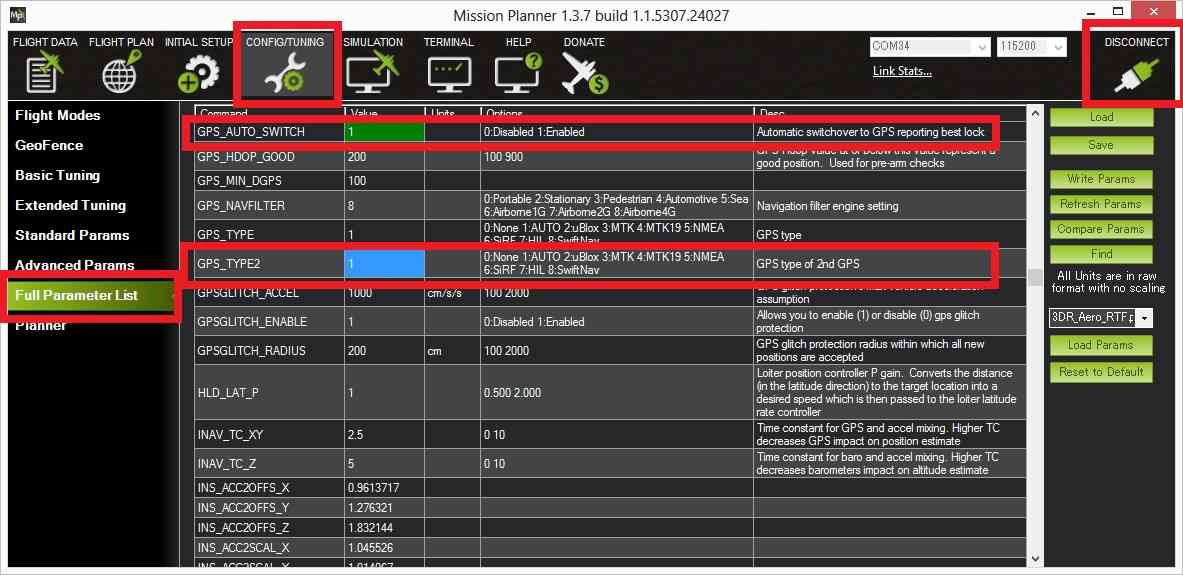 Mission Planner 1.3.7 build 1.1.5307.24027
FLIGHT DATA FLIGHT PLAN INITIAL SETUP CONFIG/TUNING SIMULATION TERMINAL HELP DONATE
COM34 115200 DISCONNECT
Link Stats...
Flight Modes
GeoFence
Basic Tuning
Extended Tuning
Standard Params
Advanced Params
Full Parameter List
Planner
Command Value Units Options Desc
GPS_AUTO_SWITCH 1 0:Disabled 1:Enabled Automatic switchover to GPS reporting best lock
GPS_HDOP_GOOD 200 100 900 GPS Hdop value at or below this value represent a
good position. Used for pre-arm checks
GPS_MIN_DGPS 100
GPS_NAVFILTER 8 0:Portable 2:Stationary 3:Pedestrian 4:Automotive 5:Sea Navigation filter engine setting
6:Airborne1G 7:Airborne2G 8:Airborne4G
GPS_TYPE 1 0:None 1:AUTO 2:uBlox 3:MTK 4:MTK19 5:NMEA GPS type
6:SiRF 7:HIL 8:SwiftNav
GPS_TYPE2 1 0:None 1:AUTO 2:uBlox 3:MTK 4:MTK19 5:NMEA GPS type of 2nd GPS
6:SiRF 7:HIL 8:SwiftNav
GPSGLITCH_ACCEL 1000 cm/s/s 100 2000
assumption
GPSGLITCH_ENABLE 1 0:Disabled 1:Enabled Allows you to enable (1) or disable (0) gps glitch
protection
GPSGLITCH_RADIUS 200 cm 100 2000 GPS glitch protection radius within which all new
positions are accepted
HLD_LAT_P 1 0.500 2.000 Loiter position controller P gain. Converts the distance
(in the latitude direction) to the target location into a
desired speed which is then passed to the loiter latitude
rate controller
INAV_TC_XY 2.5 0 10 Time constant for GPS and accel mixing. Higher TC
decreases GPS impact on position estimate
INAV_TC_Z 5 0 10 Time constant for baro and accel mixing. Higher TC
decreases barometers impact on altitude estimate
INS_ACC2OFFS_X 0.9613717
INS_ACC2OFFS_Y 1.276321
INS_ACC2OFFS_Z 1.832144
INS_ACC2SCAL_X 1.045526
Load
Save
Write Params
Refresh Params
Compare Params
Find
All Units are in raw
format with no scaling
3DR_Aero_RTF.p
Load Params
Reset to Default